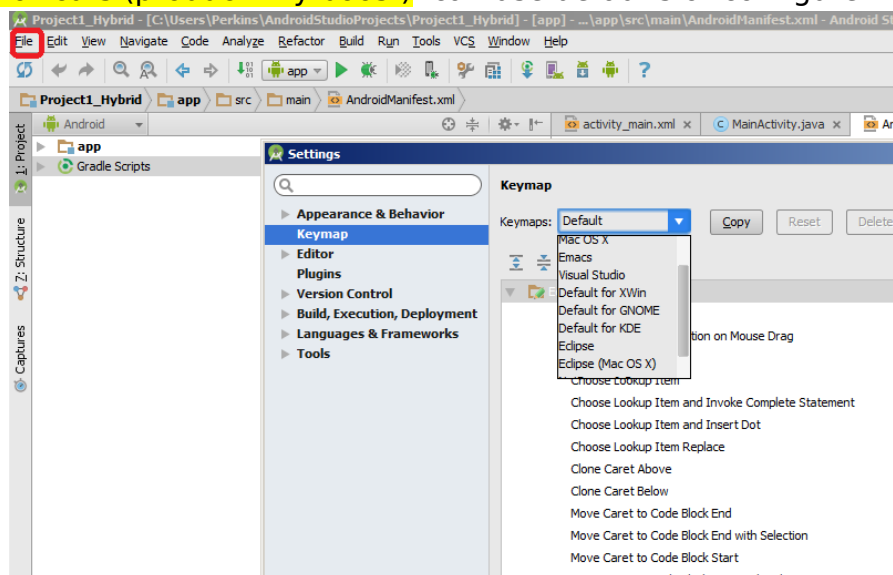 Project1_Hybrid - [C:\Users\Perkins\AndroidStudioProjects\Project1_Hybrid] - [app] - ...\app\src\main\AndroidManifest.xml - Android
File Edit View Navigate Code Analyze Refactor Build Run Tools VCS Window Help
app
Project1_Hybrid app src main AndroidManifest.xml
Android
activity_main.xml MainActivity.java
1: Project
app
Gradle Scripts
Z: Structure
Captures
Settings
Appearance & Behavior
Keymap
Editor
Plugins
Version Control
Build, Execution, Deployment
Languages & Frameworks
Tools
Keymap
Keymaps: Default Copy Reset Delete
Mac OS X
Emacs
Visual Studio
Default for XWin
Default for GNOME
Default for KDE
Eclipse
Eclipse (Mac OS X)
tion on Mouse Drag
Choose Lookup Item
Choose Lookup Item and Invoke Complete Statement
Choose Lookup Item and Insert Dot
Choose Lookup Item Replace
Clone Caret Above
Clone Caret Below
Move Caret to Code Block End
Move Caret to Code Block End with Selection
Move Caret to Code Block Start